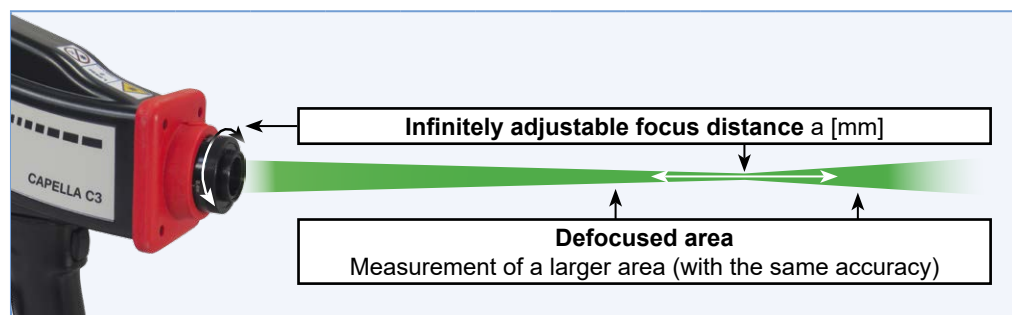 Infinitely adjustable focus distance a [mm]
CAPELLA C3
Defocused area
Measurement of a larger area (with the same accuracy)